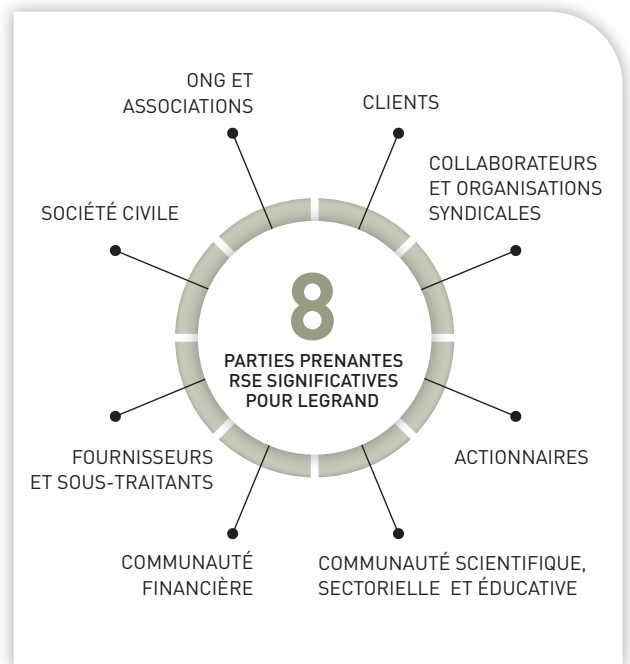 ONG ET
ASSOCIATIONS
CLIENTS
COLLABORATEURS
ET ORGANISATIONS
SYNDICALES
SOCIÉTÉ CIVILE
8
PARTIES PRENANTES
RSE SIGNIFICATIVES
POUR LEGRAND
FOURNISSEURS
ET SOUS-TRAITANTS
ACTIONNAIRES
COMMUNAUTÉ
FINANCIÈRE
COMMUNAUTÉ SCIENTIFIQUE,
SECTORIELLE ET ÉDUCATIVE